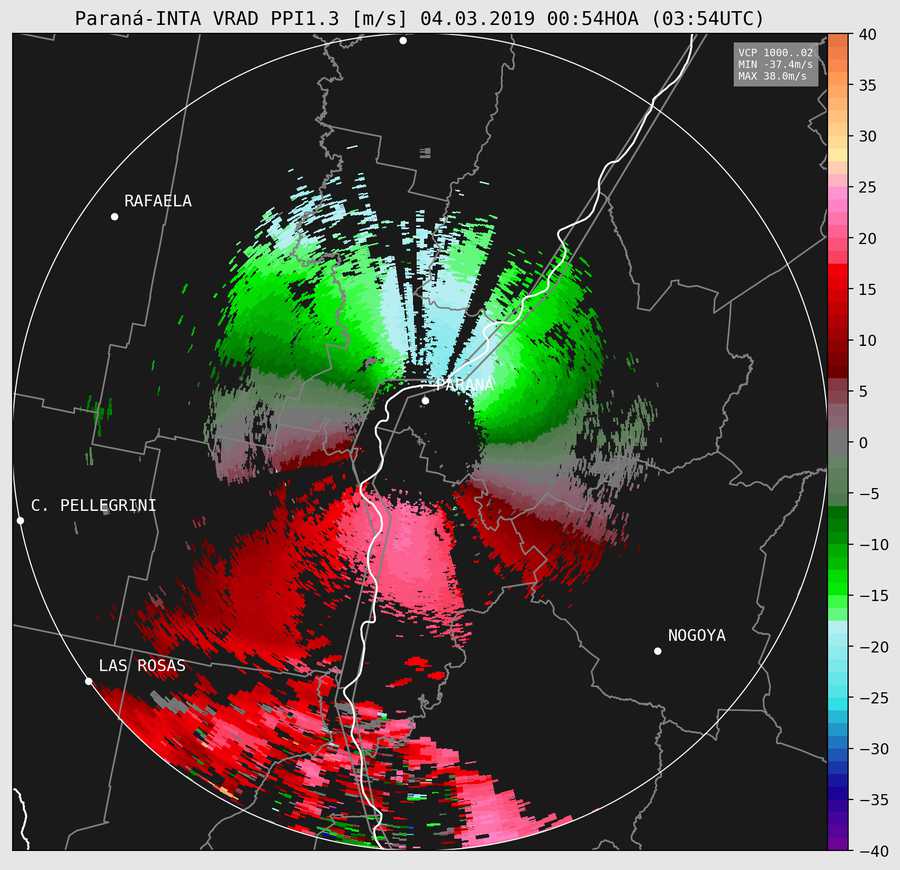 Paraná-INTA VRAD PPI1.3 [m/s] 04.03.2019 00:54HOA (03:54UTC)
VCP 1000..02
MIN -37.4m/s
MAX 38.0m/s
RAFAELA
PARANÁ
C. PELLEGRINI
NOGOYA
LAS ROSAS
40
35
30
25
20
15
10
5
0
−5
−10
−15
−20
−25
−30
−35
−40